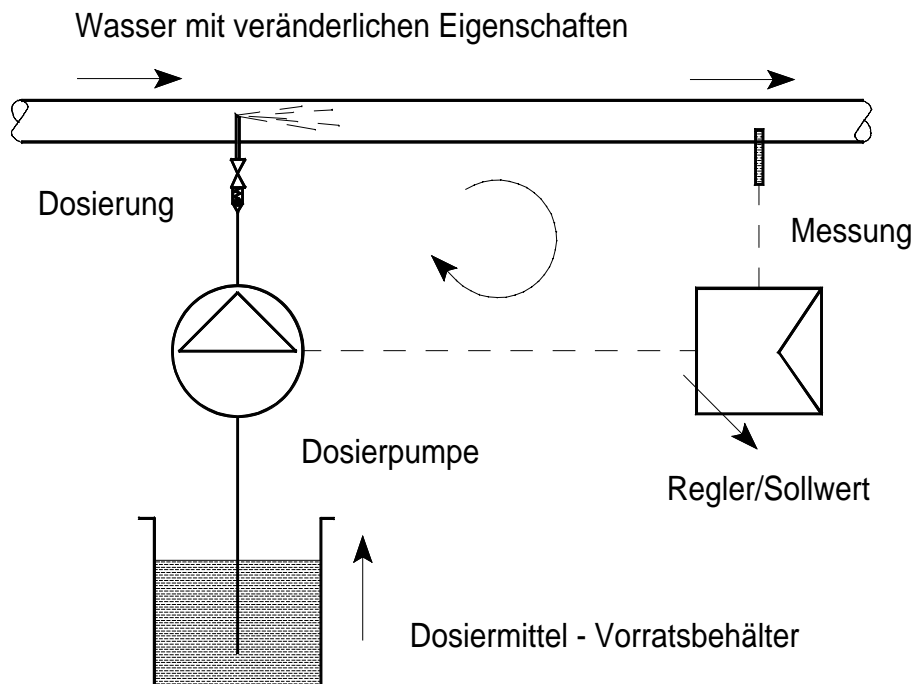 Wasser mit veränderlichen Eigenschaften
Dosierung
Messung
Dosierpumpe
Regler/Sollwert
Dosiermittel - Vorratsbehälter